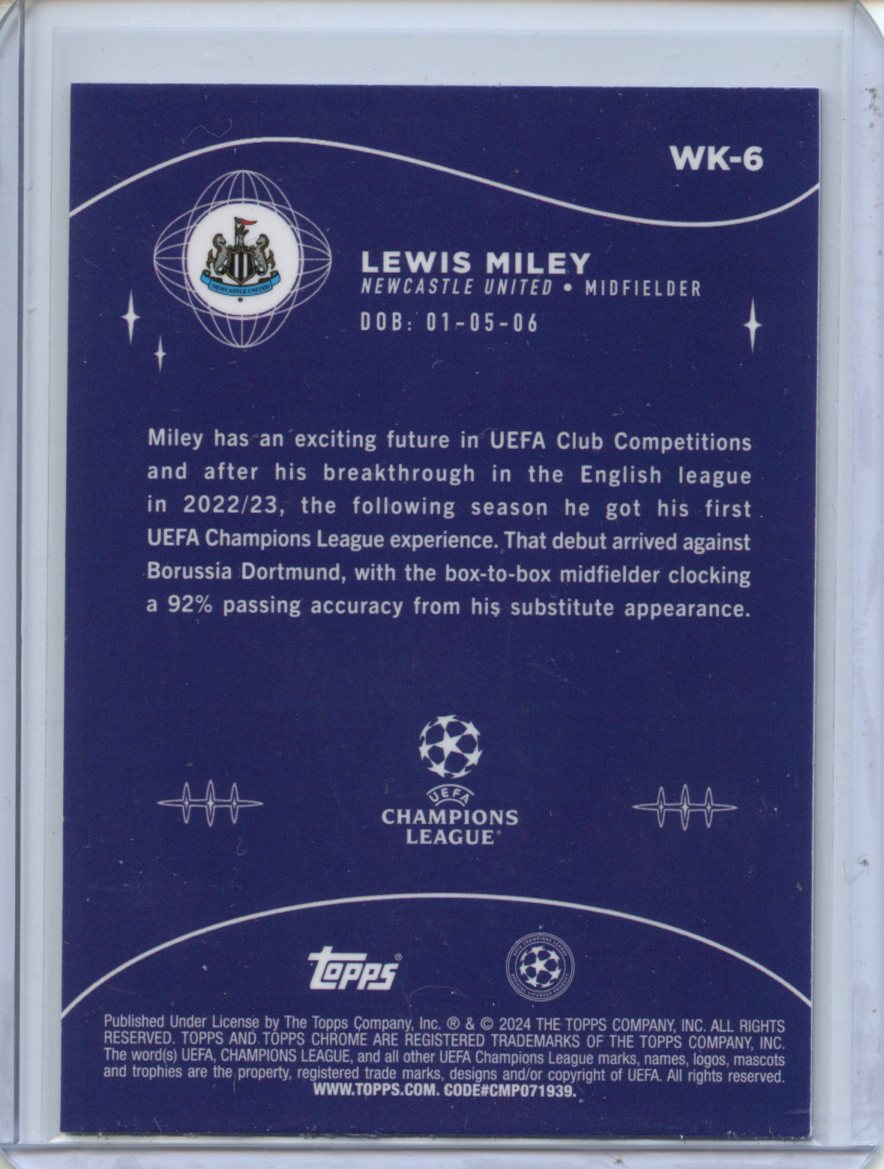 WK-6
NEWCASTLE UNITED
LEWIS MILEY
NEWCASTLE UNITED • MIDFIELDER
DOB: 01-05-06
Miley has an exciting future in UEFA Club Competitions
and after his breakthrough in the English league
in 2022/23, the following season he got his first
UEFA Champions League experience. That debut arrived against
Borussia Dortmund, with the box-to-box midfielder clocking
a 92% passing accuracy from his substitute appearance.
UEFA
CHAMPIONS
LEAGUE®
topps®
Published Under License by The Topps Company, Inc. ® & © 2024 THE TOPPS COMPANY, INC. ALL RIGHTS
RESERVED. TOPPS AND TOPPS CHROME ARE REGISTERED TRADEMARKS OF THE TOPPS COMPANY, INC.
The word(s) UEFA, CHAMPIONS LEAGUE, and all other UEFA Champions League marks, names, logos, mascots
and trophies are the property, registered trade marks, designs and/or copyright of UEFA. All rights reserved.
WWW.TOPPS.COM. CODE#CMP071939.